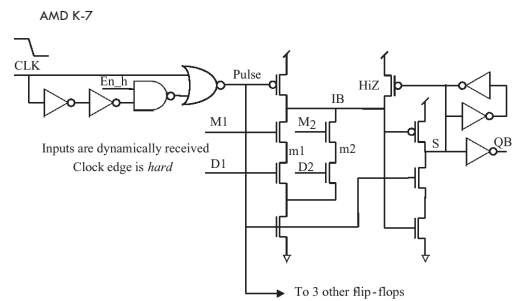 AMD K-7
CLK
En_h
Pulse
IB
HiZ
M1
M2
m1
m2
S
QB
Inputs are dynamically received
Clock edge is hard
D1
D2
To 3 other flip-flops